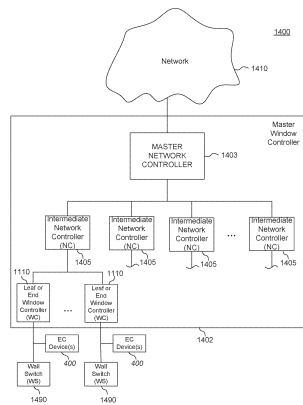 1400
Network
1410
Master
Window
Controller
MASTER
NETWORK
CONTROLLER
1403
Intermediate
Network
Controller
(NC)
Intermediate
Network
Controller
(NC)
Intermediate
Network
Controller
(NC)
...
Intermediate
Network
Controller
(NC)
1405
1405
1405
1405
1110
1110
Leaf or
End
Window
Controller
(WC)
...
Leaf or
End
Window
Controller
(WC)
1402
EC
Device(s)
400
EC
Device(s)
400
Wall
Switch
(WS)
1490
Wall
Switch
(WS)
1490